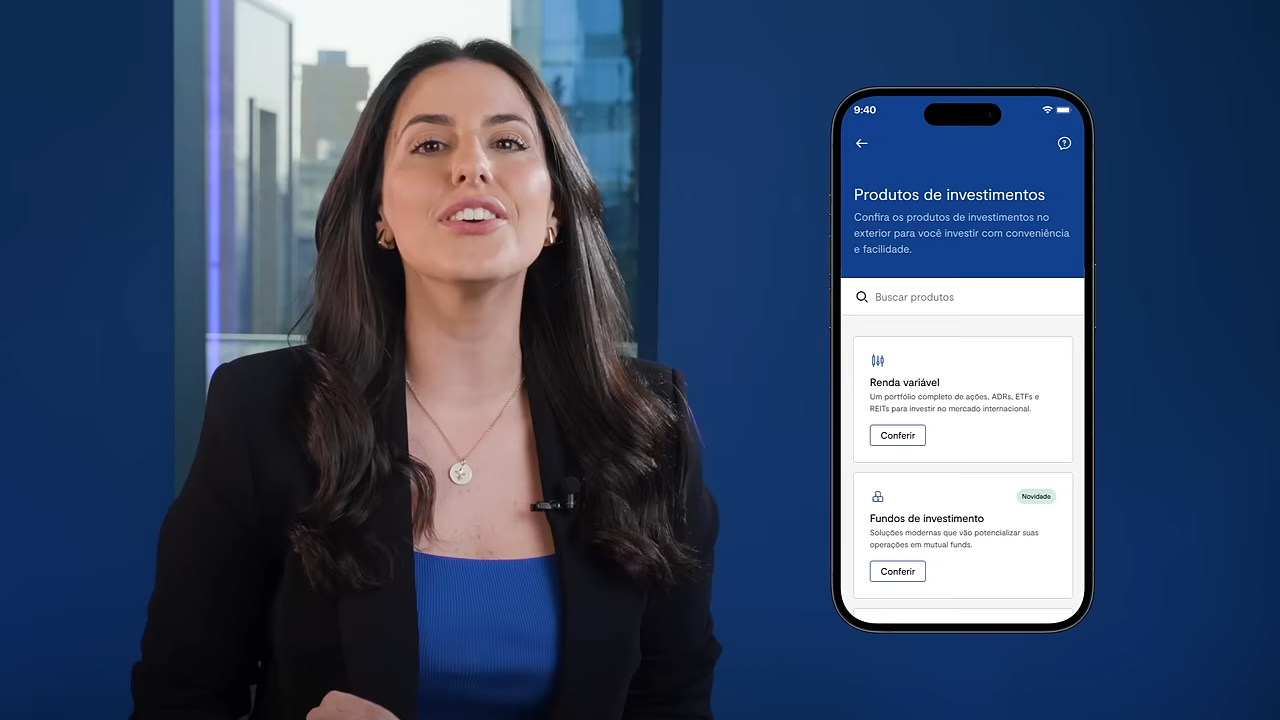 9:40
Produtos de investimentos
Confira os produtos de investimentos no
exterior para você investir com conveniência
e facilidade.
Buscar produtos
Renda variável
Um portfólio completo de ações, ADRs, ETFs e
REITs para investir no mercado internacional.
Conferir
Novidade
Fundos de investimento
Soluções modernas que vão potencializar suas
operações em mutual funds.
Conferir